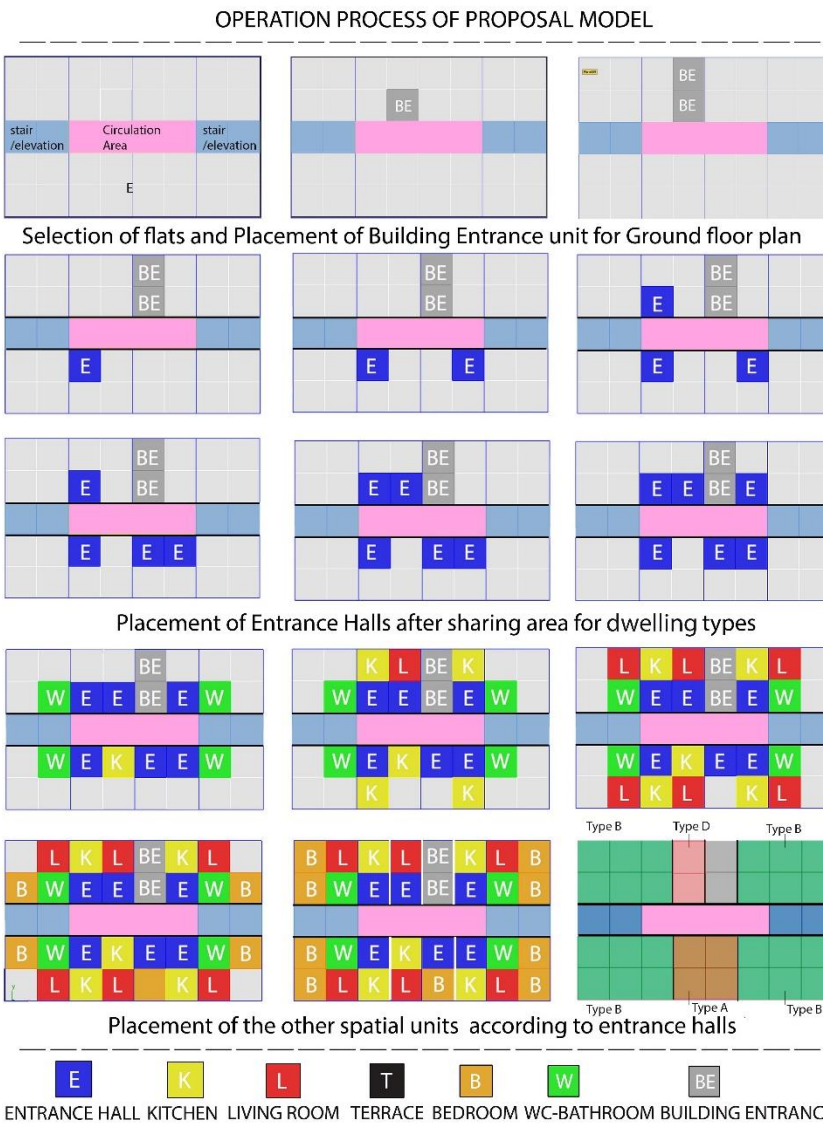 OPERATION PROCESS OF PROPOSAL MODEL
BE
BE BE
stair Circulation stair
/elevation Area /elevation
E
Selection of flats and Placement of Building Entrance unit for Ground floor plan
BE BE BE
BE BE E BE
E E E E E
BE BE BE
E BE E E BE E E BE E
E E E E E E E E E
Placement of Entrance Halls after sharing area for dwelling types
BE K L BE K L K L BE K L
W E E BE E W W E E BE E W W E E BE E W
W E K E E W W E K E E W W E K E E W
K K L K L K L
Type B Type D Type B
L K L BE K L B L K L BE K L B
B W E E BE E W B B W E E BE E W B
B W E K E E W B B W E K E E W B
L K L K L B L K L B K L B
Type B Type A Type B
Placement of the other spatial units according to entrance halls
E K L T B W BE
ENTRANCE HALL KITCHEN LIVING ROOM TERRACE BEDROOM WC-BATHROOM BUILDING ENTRANC